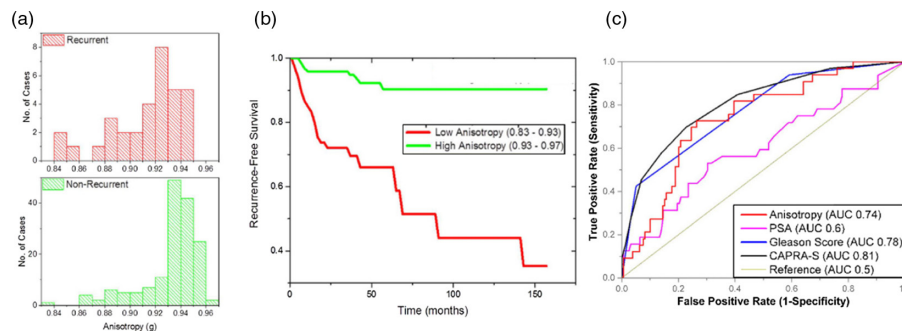 (a)
Recurrent
No. of Cases
8
6
4
2
0
0.84 0.86 0.88 0.90 0.92 0.94 0.96
Non-Recurrent
No. of Cases
40
20
0
0.84 0.86 0.88 0.90 0.92 0.94 0.96
Anisotropy (g)
(b)
Recurrence-Free Survival
1.0
0.8
0.6
0.4
Low Anisotropy (0.83 - 0.93)
High Anisotropy (0.93 - 0.97)
0 50 100 150
Time (months)
(c)
True Positive Rate (Sensitivity)
1.0
0.8
0.6
0.4
0.2
0.0
Anisotropy (AUC 0.74)
PSA (AUC 0.6)
Gleason Score (AUC 0.78)
CAPRA-S (AUC 0.81)
Reference (AUC 0.5)
0.0 0.2 0.4 0.6 0.8 1.0
False Positive Rate (1-Specificity)